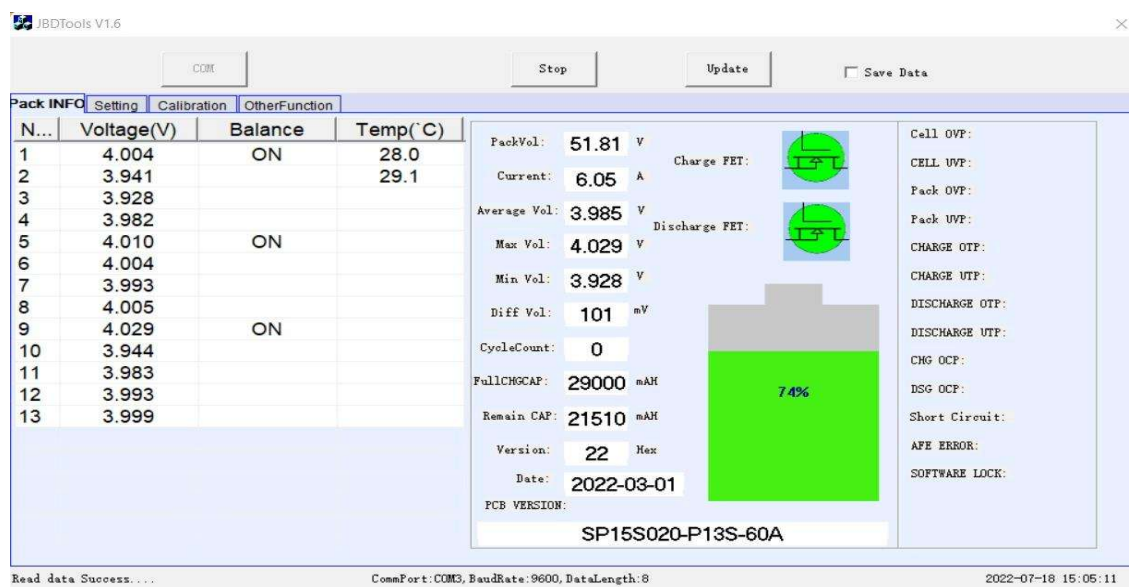 JBDTools V1.6
COM
Stop
Update
Save Data
Pack INFO Setting Calibration OtherFunction
N... Voltage(V) Balance Temp(`C)
1 4.004 ON 28.0
2 3.941 29.1
3 3.928
4 3.982
5 4.010 ON
6 4.004
7 3.993
8 4.005
9 4.029 ON
10 3.944
11 3.983
12 3.993
13 3.999
PackVol: 51.81 V
Current: 6.05 A
Average Vol: 3.985 V
Max Vol: 4.029 V
Min Vol: 3.928 V
Diff Vol: 101 mV
CycleCount: 0
FullCHGCAP: 29000 mAH
Remain CAP: 21510 mAH
Version: 22 Hex
Date: 2022-03-01
PCB VERSION:
SP15S020-P13S-60A
Charge FET:
Discharge FET:
74%
Cell OVP:
CELL UVP:
Pack OVP:
Pack UVP:
CHARGE OTP:
CHARGE UTP:
DISCHARGE OTP:
DISCHARGE UTP:
CHG OCP:
DSG OCP:
Short Circuit:
AFE ERROR:
SOFTWARE LOCK:
Read data Success.... CommPort:COM3, BaudRate:9600, DataLength:8 2022-07-18 15:05:11